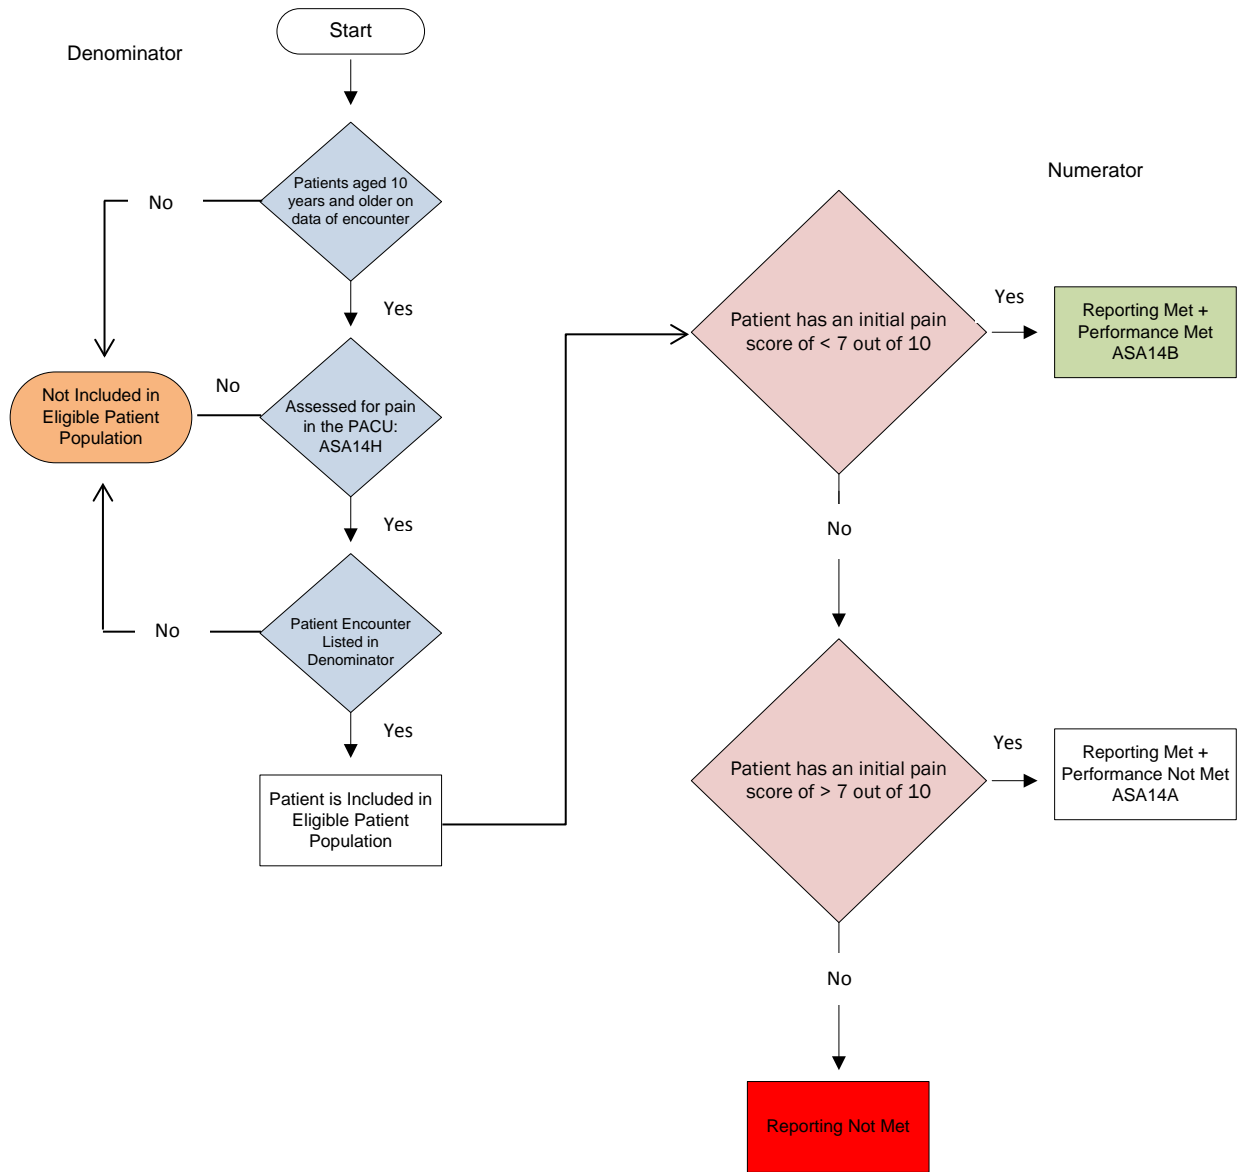 Start
Denominator
Patients aged 10
years and older on
data of encounter
No
Yes
Not Included in
Eligible Patient
Population
No
Assessed for pain
in the PACU:
ASA14H
Yes
Patient Encounter
Listed in
Denominator
No
Yes
Patient is Included in
Eligible Patient
Population
Numerator
Patient has an initial pain
score of < 7 out of 10
Yes
Reporting Met +
Performance Met
ASA14B
No
Patient has an initial pain
score of > 7 out of 10
Yes
Reporting Met +
Performance Not Met
ASA14A
No
Reporting Not Met